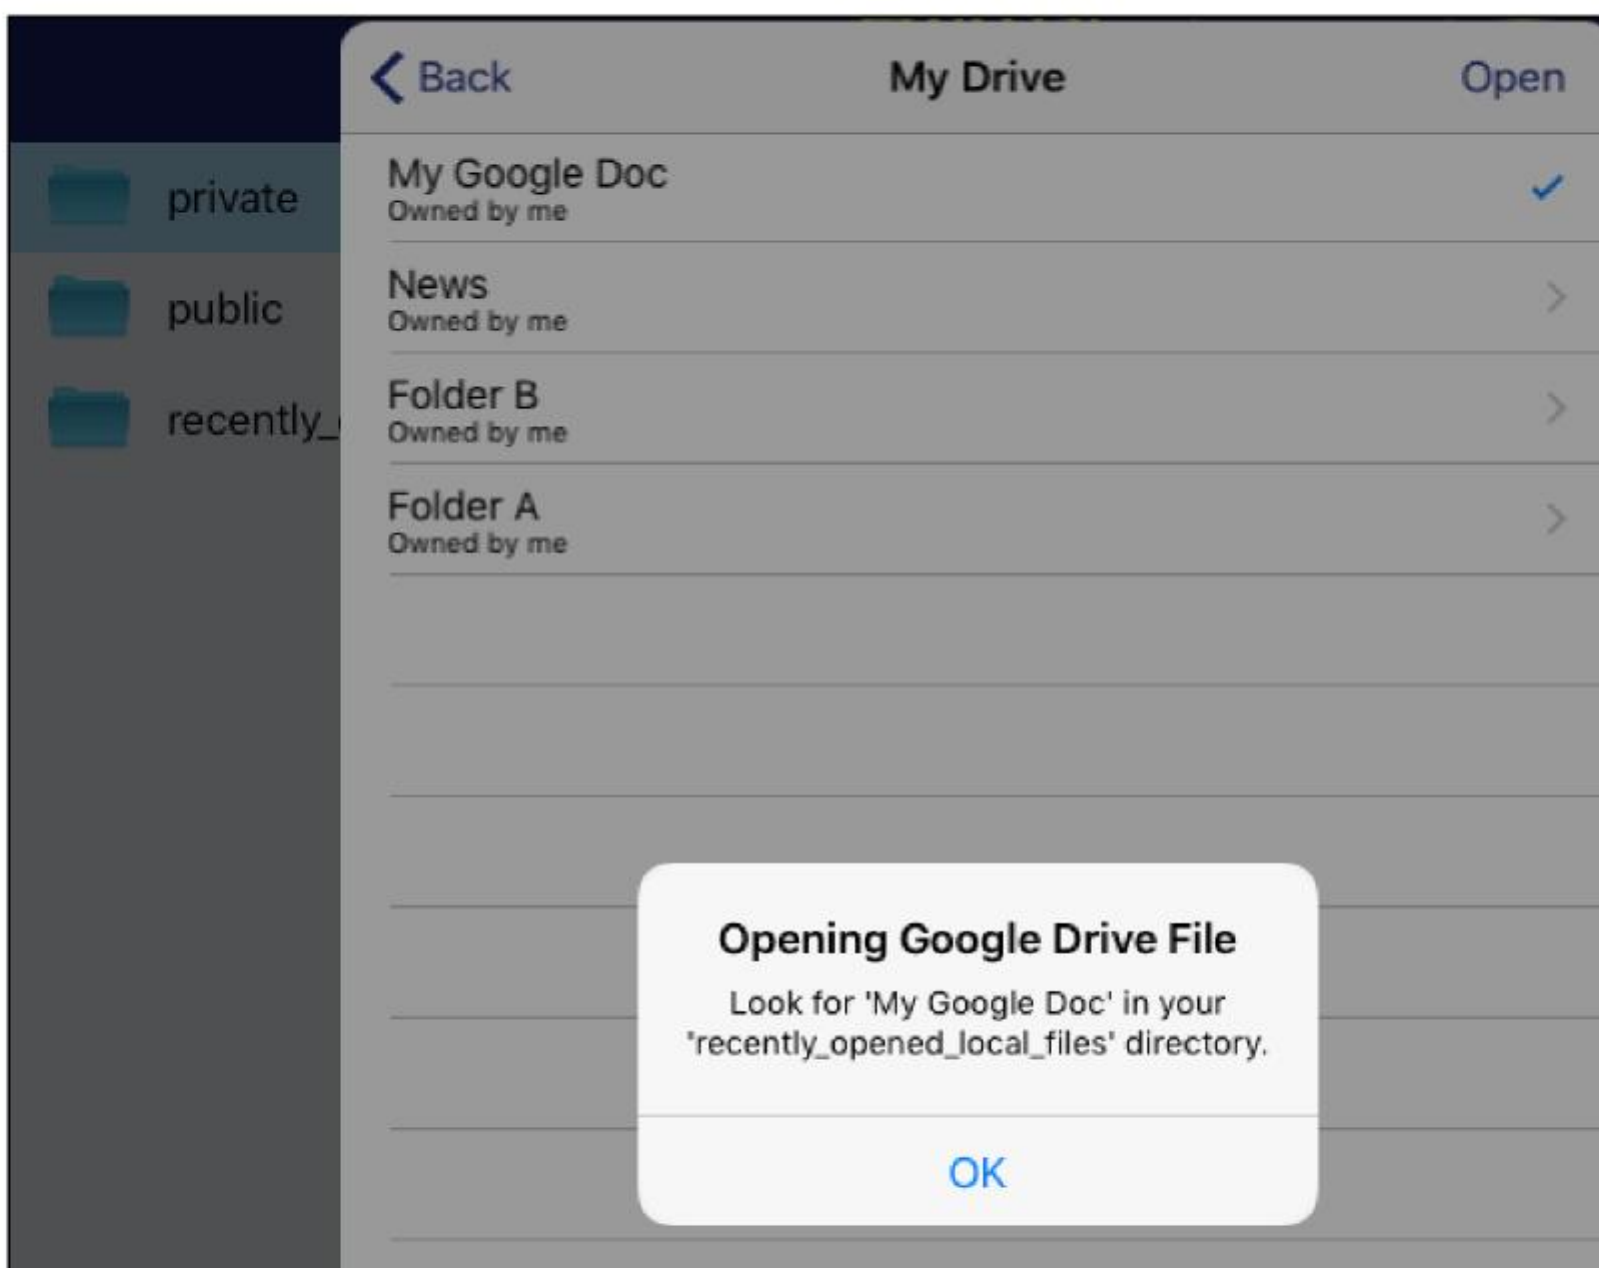 Back
My Drive
Open
private
public
recently_
My Google Doc
Owned by me
News
Owned by me
Folder B
Owned by me
Folder A
Owned by me
Opening Google Drive File
Look for 'My Google Doc' in your
'recently_opened_local_files' directory.
OK